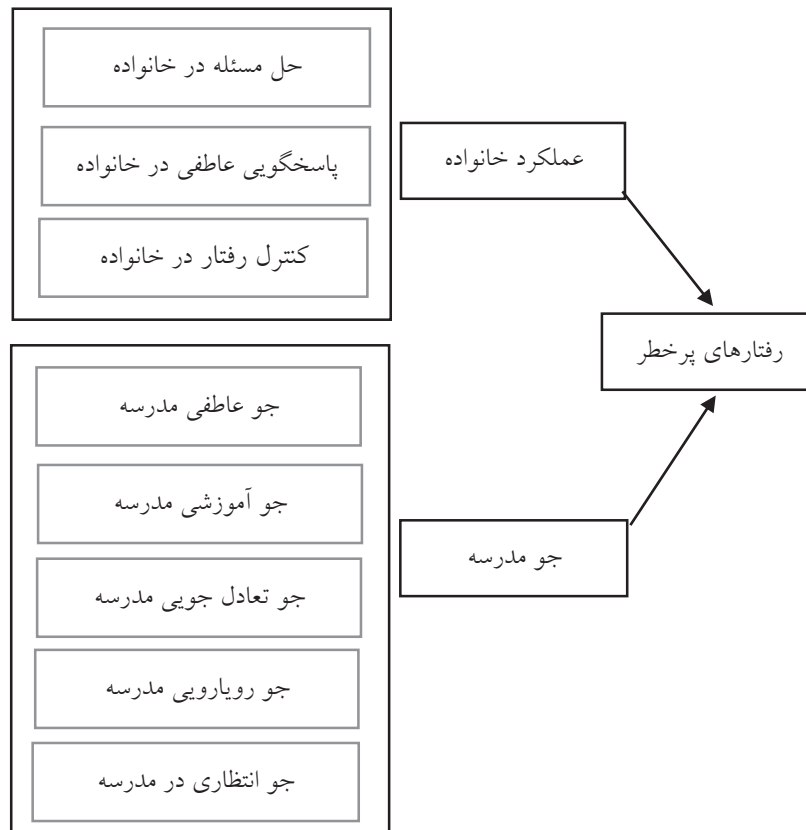 حل مسئله در خانواده
پاسخگویی عاطفی در خانواده
کنترل رفتار در خانواده
عملکرد خانواده
رفتارهای پرخطر
جو عاطفی مدرسه
جو آموزشی مدرسه
جو تعادل جویی مدرسه
جو رویارویی مدرسه
جو انتظاری در مدرسه
جو مدرسه